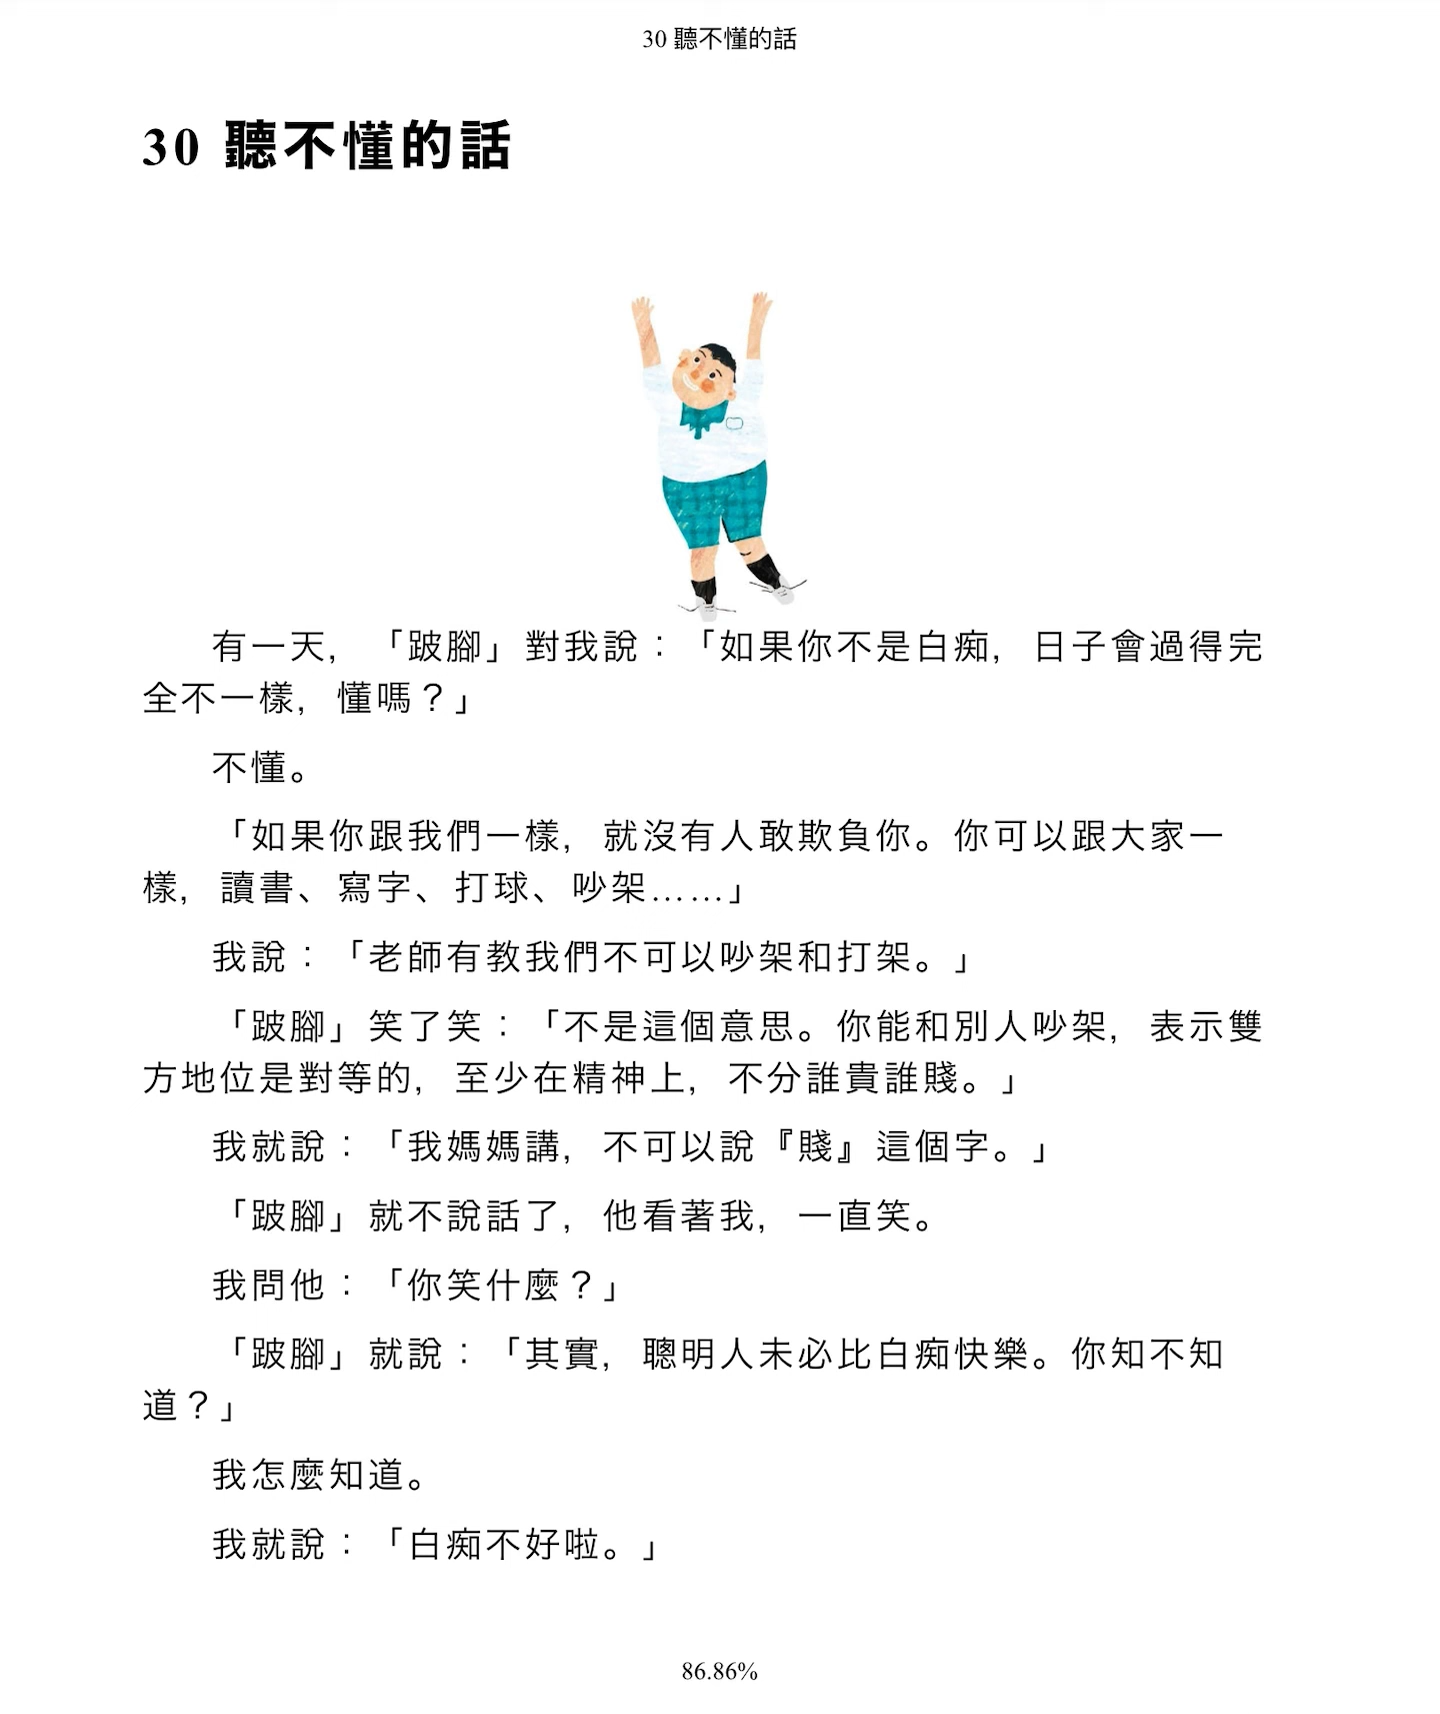 30 聽不懂的話
30 聽不懂的話
有一天，「跛腳」對我說：「如果你不是白痴，日子會過得完
全不一樣，懂嗎？」
不懂。
「如果你跟我們一樣，就沒有人敢欺負你。你可以跟大家一
樣，讀書、寫字、打球、吵架……」
我說：「老師有教我們不可以吵架和打架。」
「跛腳」笑了笑：「不是這個意思。你能和別人吵架，表示雙
方地位是對等的，至少在精神上，不分誰貴誰賤。」
我就說：「我媽媽講，不可以說『賤』這個字。」
「跛腳」就不說話了，他看著我，一直笑。
我問他：「你笑什麼？」
「跛腳」就說：「其實，聰明人未必比白痴快樂。你知不知
道？」
我怎麼知道。
我就說：「白痴不好啦。」
86.86%